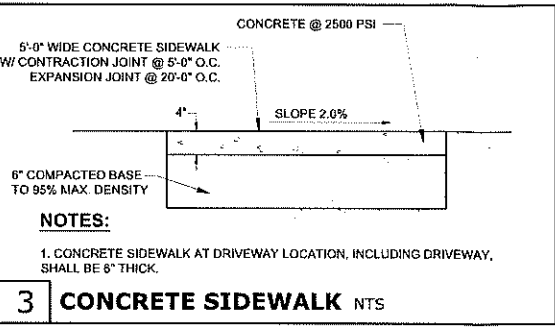 CONCRETE @ 2500 PSI
5'-0" WIDE CONCRETE SIDEWALK
W/ CONTRACTION JOINT @ 5'-0" O.C.
EXPANSION JOINT @ 20'-0" O.C.
4"
SLOPE 2.0%
6" COMPACTED BASE
TO 95% MAX. DENSITY
NOTES:
1. CONCRETE SIDEWALK AT DRIVEWAY LOCATION, INCLUDING DRIVEWAY,
SHALL BE 6" THICK.
3 CONCRETE SIDEWALK NTS